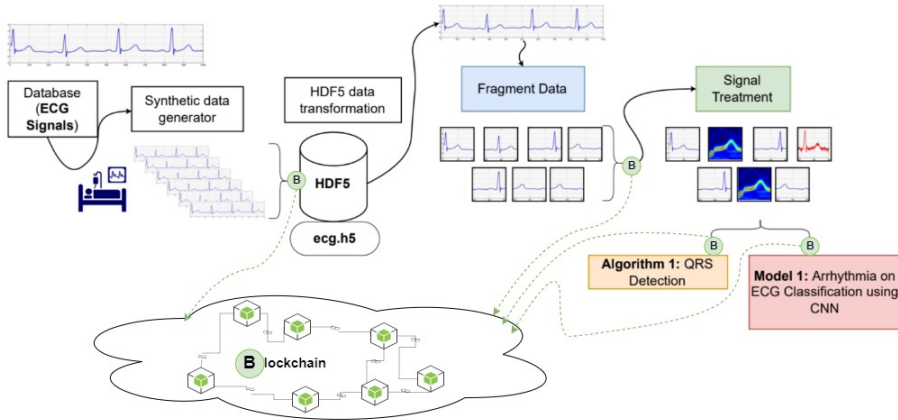 Database
(ECG
Signals)
Synthetic data
generator
HDF5 data
transformation
Fragment Data
Signal
Treatment
B
HDF5
ecg.h5
B
B
B
Algorithm 1: QRS
Detection
Model 1: Arrhythmia on
ECG Classification using
CNN
B lockchain